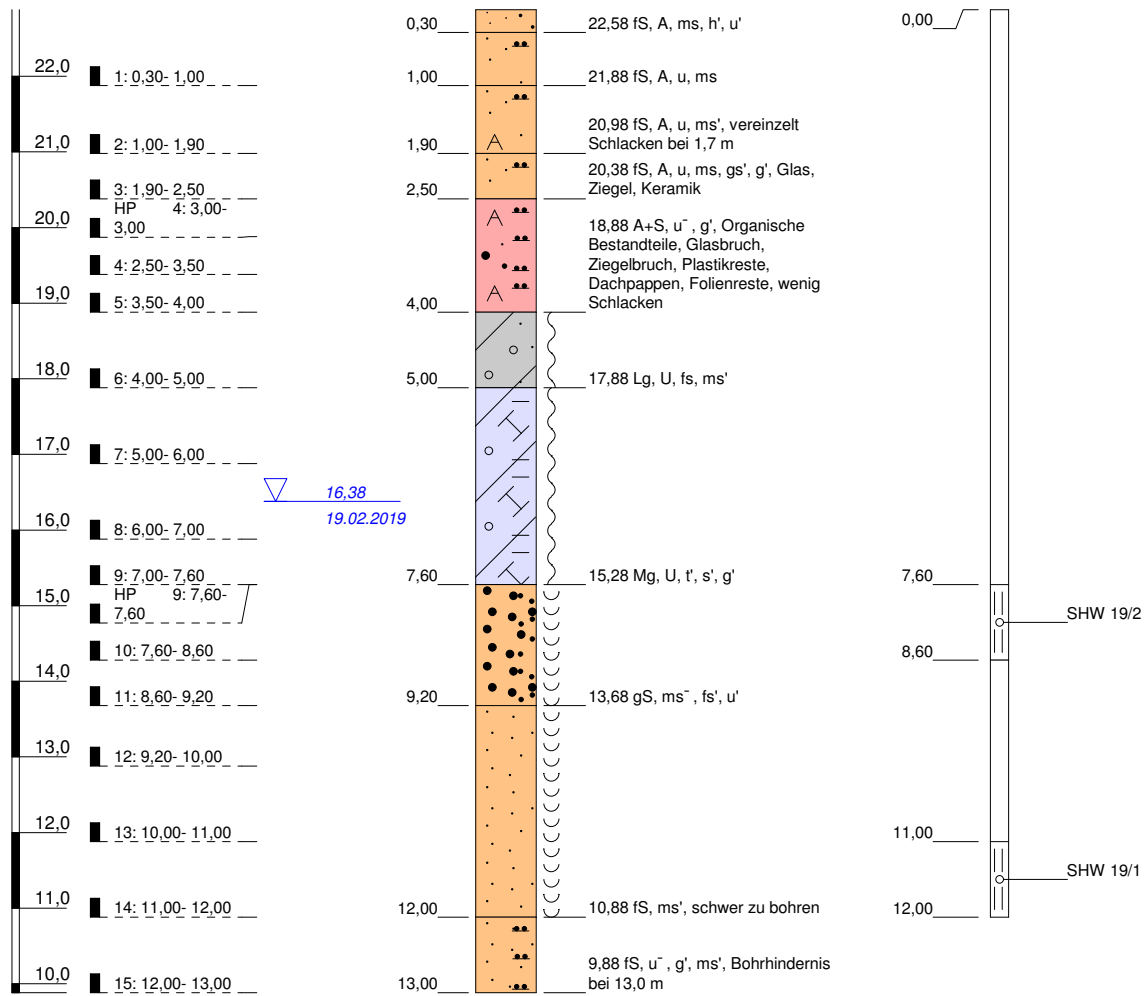 0,30
22,58 fS, A, ms, h', u'
0,00
22,0
1: 0,30- 1,00
1,00
21,88 fS, A, u, ms
21,0
2: 1,00- 1,90
1,90
20,98 fS, A, u, ms', vereinzelt
Schlacken bei 1,7 m
3: 1,90- 2,50
2,50
20,38 fS, A, u, ms, gs', g', Glas,
Ziegel, Keramik
20,0
HP 4: 3,00-
3,00
4: 2,50- 3,50
19,0
5: 3,50- 4,00
4,00
18,88 A+S, u¯, g', Organische
Bestandteile, Glasbruch,
Ziegelbruch, Plastikreste,
Dachpappen, Folienreste, wenig
Schlacken
18,0
6: 4,00- 5,00
5,00
17,88 Lg, U, fs, ms'
17,0
7: 5,00- 6,00
16,38
19.02.2019
16,0
8: 6,00- 7,00
9: 7,00- 7,60
7,60
15,28 Mg, U, t', s', g'
7,60
15,0
HP 9: 7,60-
7,60
SHW 19/2
10: 7,60- 8,60
8,60
14,0
11: 8,60- 9,20
9,20
13,68 gS, ms¯, fs', u'
13,0
12: 9,20- 10,00
12,0
13: 10,00- 11,00
11,00
SHW 19/1
11,0
14: 11,00- 12,00
12,00
10,88 fS, ms', schwer zu bohren
12,00
10,0
15: 12,00- 13,00
13,00
9,88 fS, u¯, g', ms', Bohrhindernis
bei 13,0 m